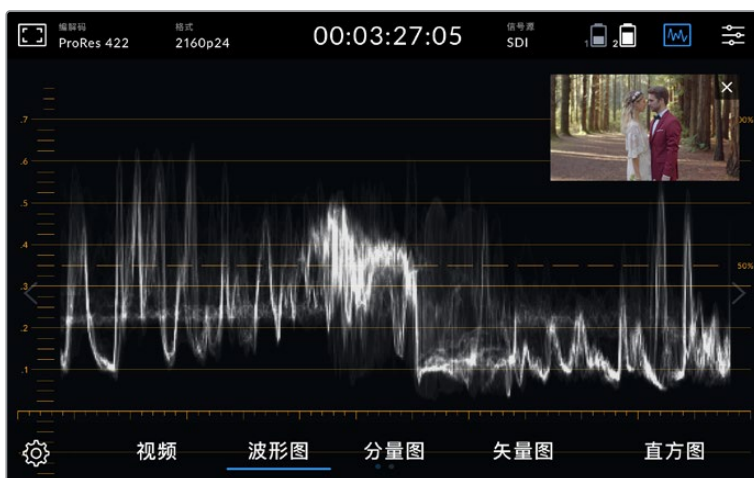 编解码
格式
00:03:27:05
信号源
ProRes 422
2160p24
SDI
1
2
.7
.6
.5
.4
50%
.3
.2
.1
视频
波形图
分量图
矢量图
直方图